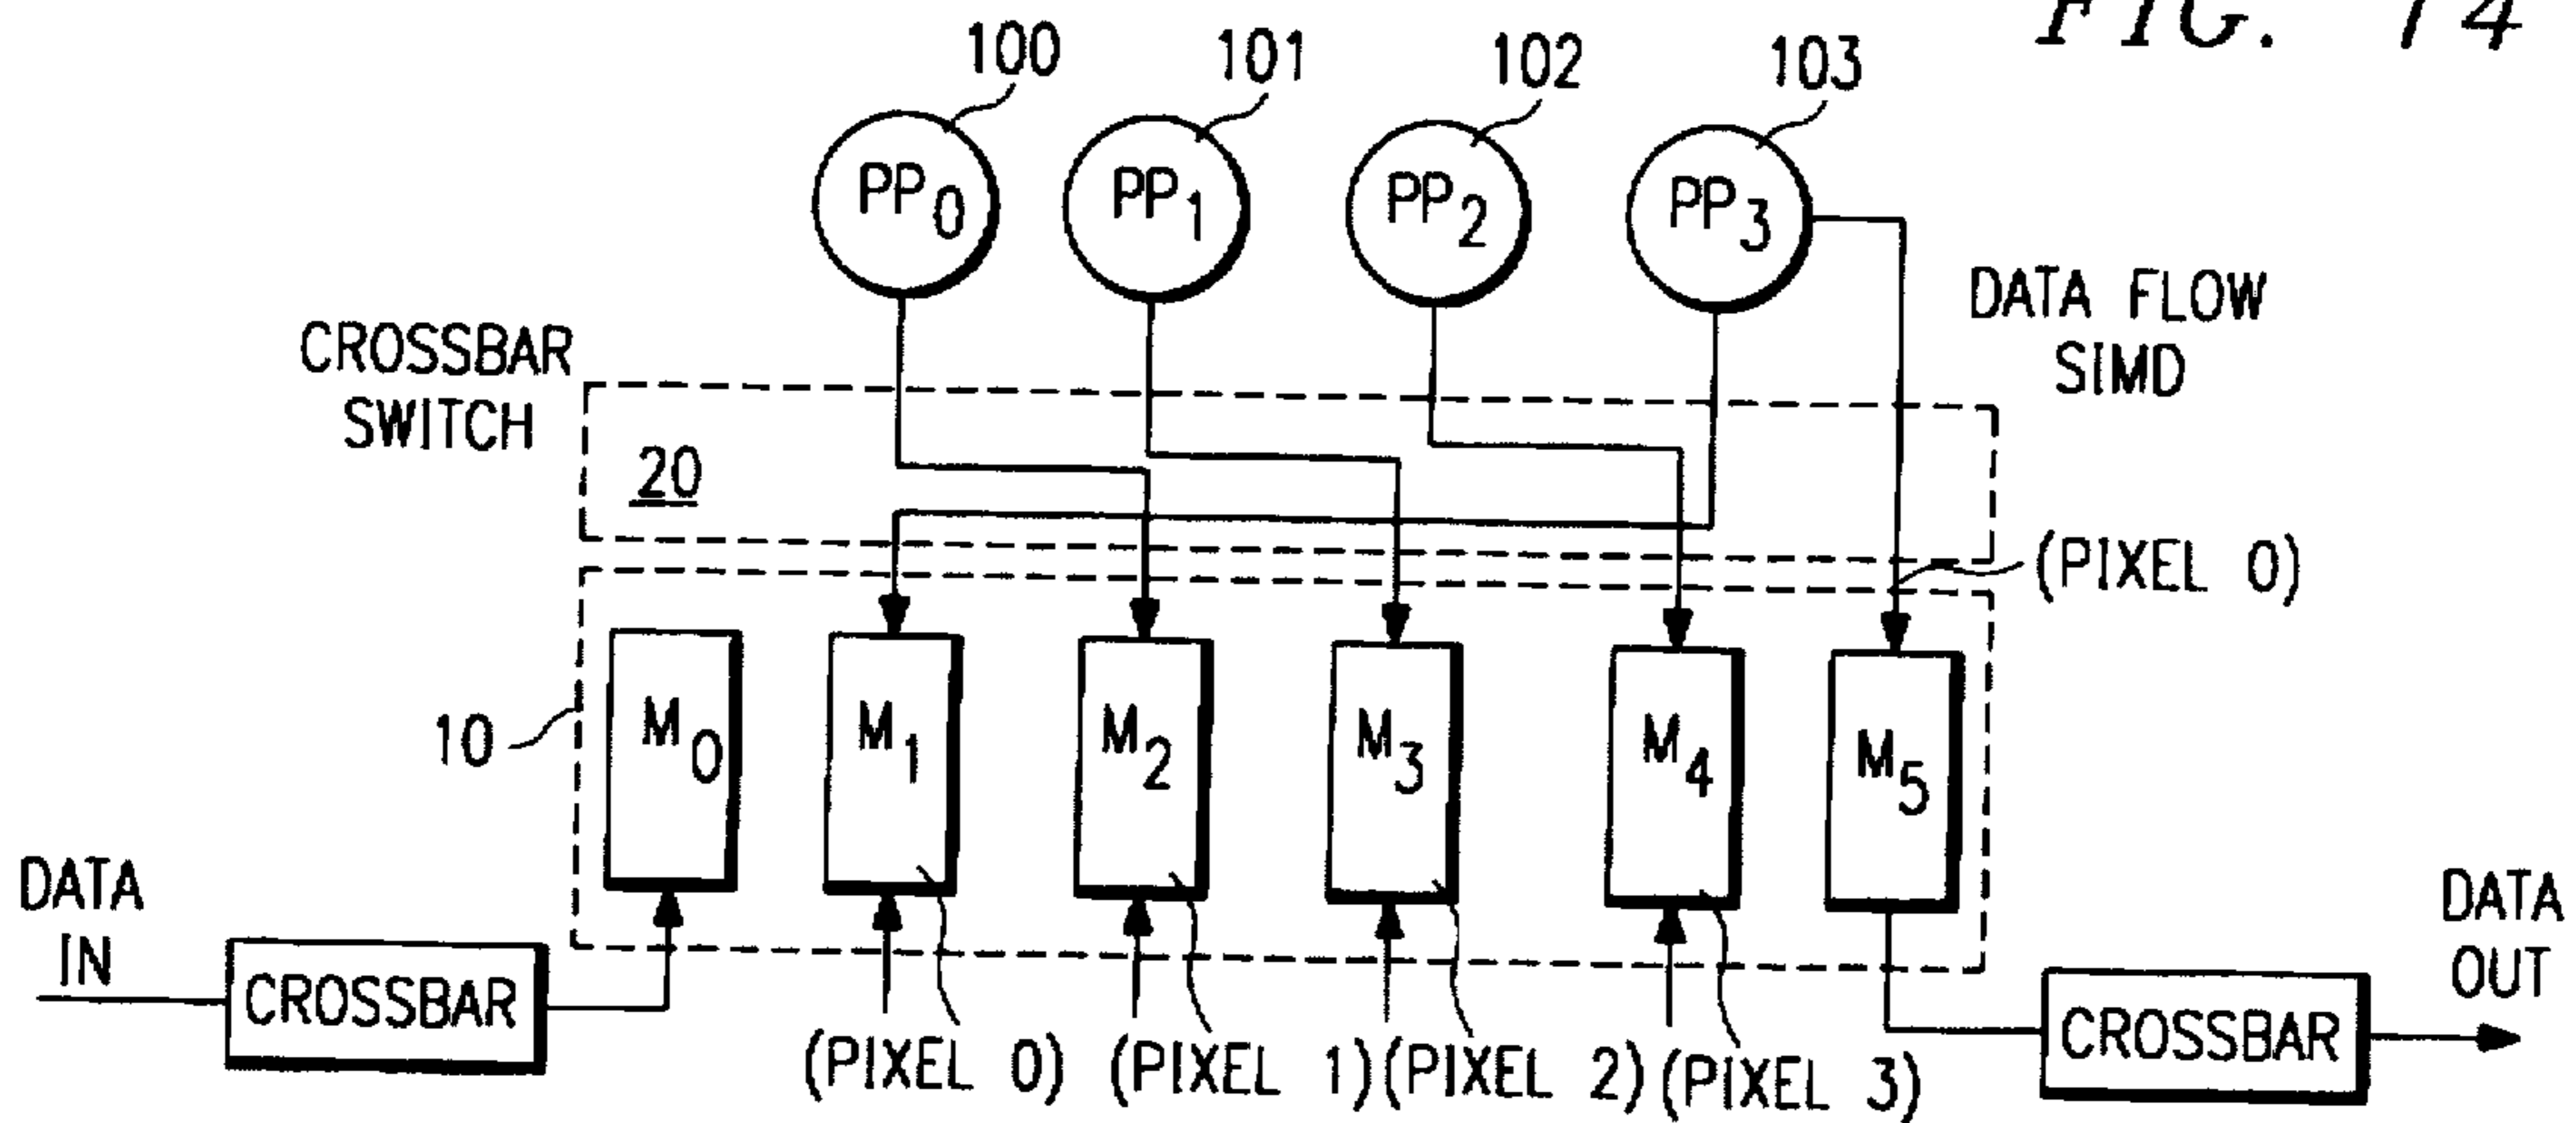 FIG. 14
100
101
102
103
PP0
PP1
PP2
PP3
CROSSBAR
SWITCH
DATA FLOW
SIMD
20
(PIXEL 0)
10
M0
M1
M2
M3
M4
M5
DATA
IN
CROSSBAR
(PIXEL 0)
(PIXEL 1)
(PIXEL 2)
(PIXEL 3)
CROSSBAR
DATA
OUT